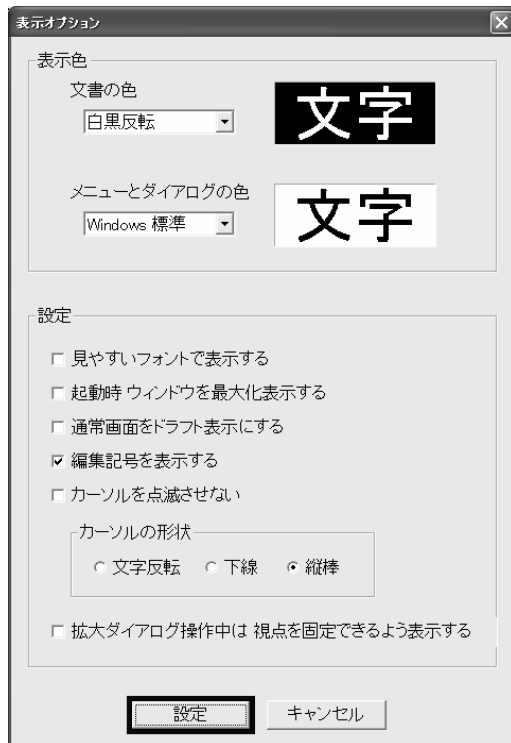 表示オプション
表示色
文書の色
白黒反転
文字
メニューとダイアログの色
Windows 標準
文字
設定
見やすいフォントで表示する
起動時 ウィンドウを最大化表示する
通常画面をドラフト表示にする
編集記号を表示する
カーソルを点滅させない
カーソルの形状
文字反転 下線 縦棒
拡大ダイアログ操作中は 視点を固定できるよう表示する
設定 キャンセル